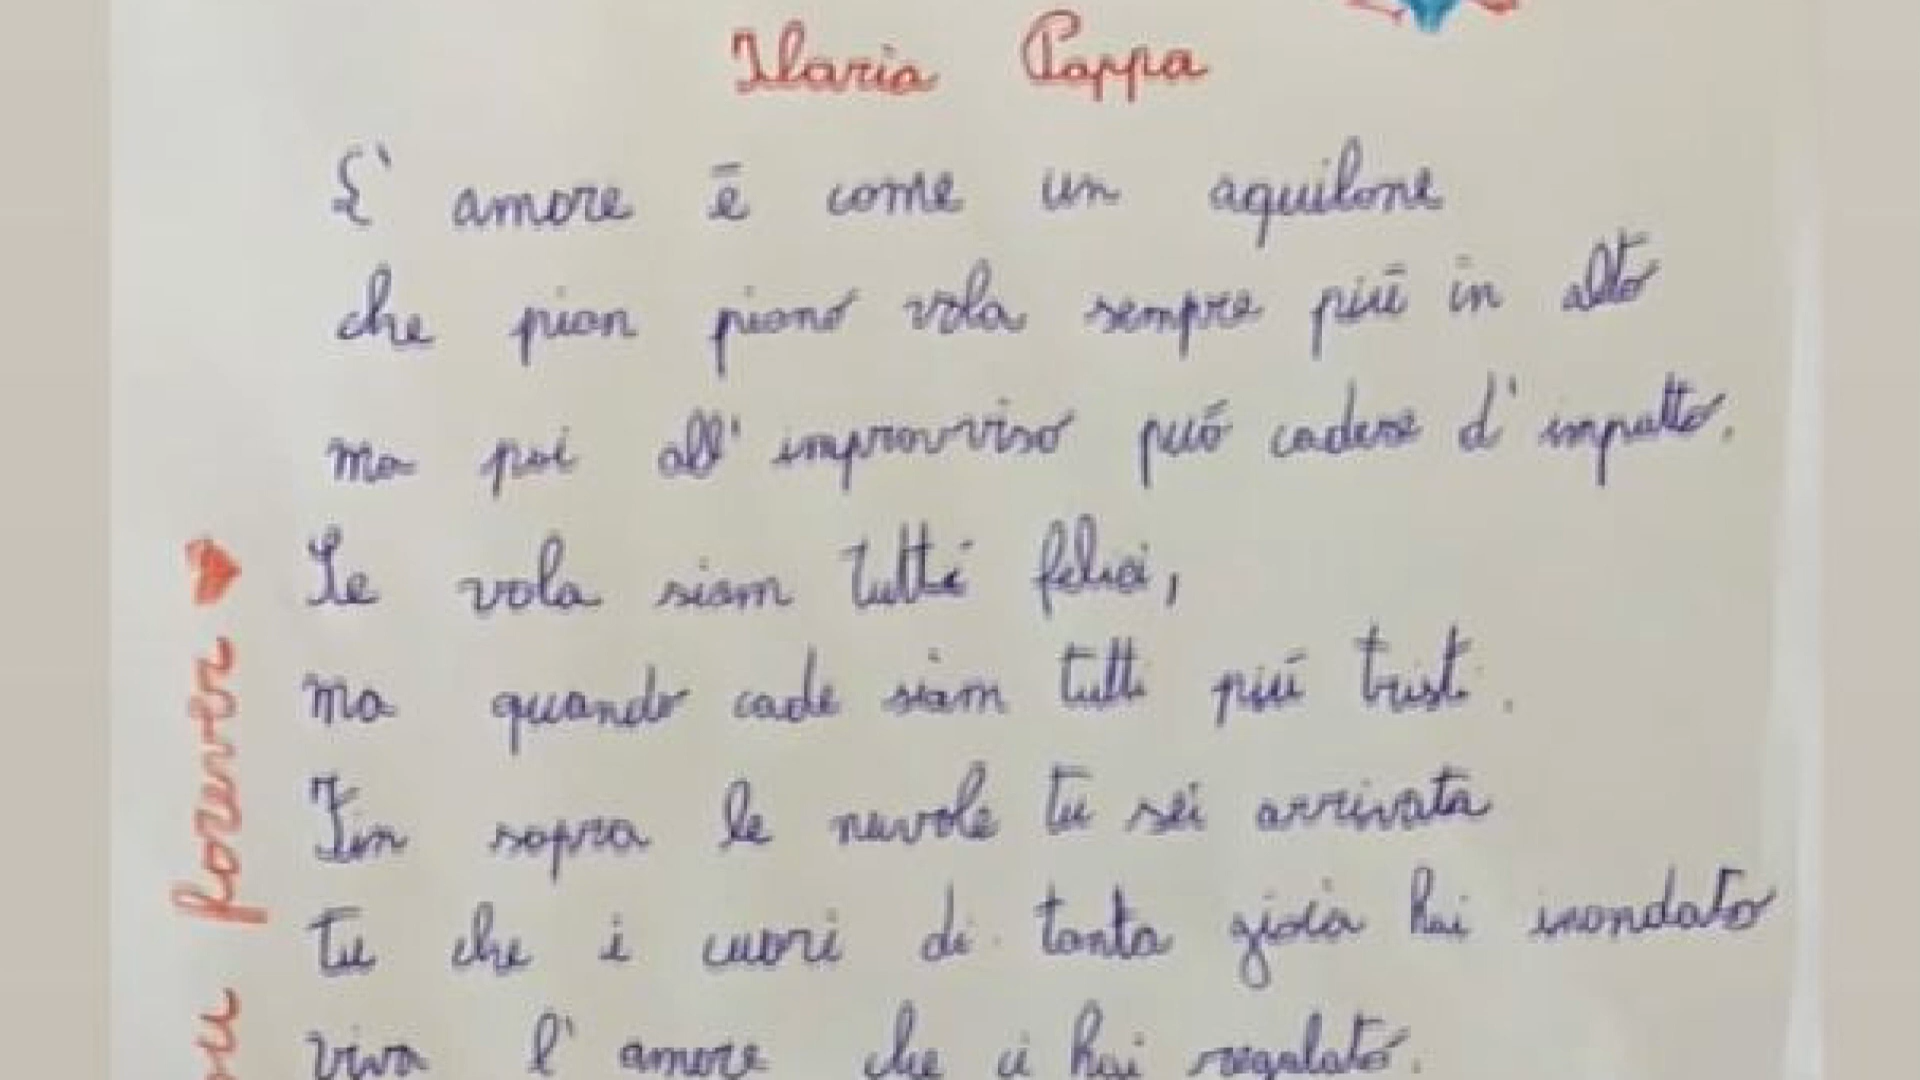 Ilaria Pappa
L' amore è come un aquilone
che pian piano vola sempre più in alto
ma poi all' improvviso può cadere d' impatto.
Se vola siam tutti felici,
ma quando cade siam tutti più tristi.
Fin sopra le nuvole tu sei arrivata
tu che i cuori di tanta gioia hai inondato
viva l' amore che ci hai regalato.
ou forever